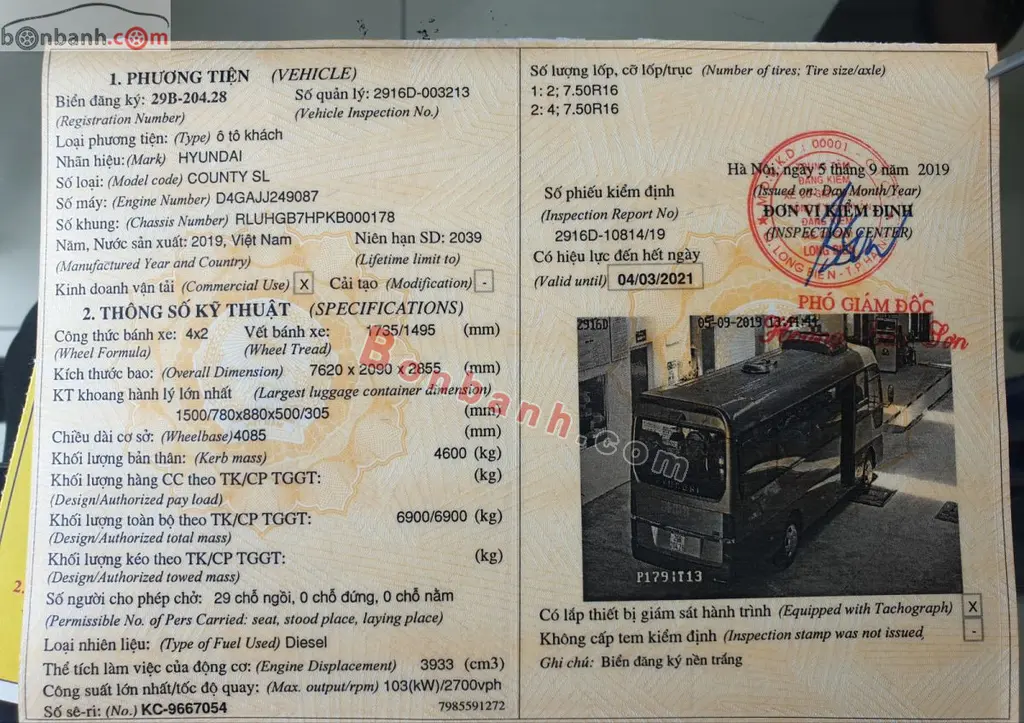 bonbanh.com
1. PHƯƠNG TIỆN (VEHICLE)
Biển đăng ký: 29B-204.28 Số quản lý: 2916D-003213
(Registration Number) (Vehicle Inspection No.)
Loại phương tiện: (Type) ô tô khách
Nhãn hiệu: (Mark) HYUNDAI
Số loại: (Model code) COUNTY SL
Số máy: (Engine Number) D4GAJJ249087
Số khung: (Chassis Number) RLUHGB7HPKB000178
Năm, Nước sản xuất: 2019, Việt Nam Niên hạn SD: 2039
(Manufactured Year and Country) (Lifetime limit to)
Kinh doanh vận tải (Commercial Use) X Cải tạo (Modification) -
2. THÔNG SỐ KỸ THUẬT (SPECIFICATIONS)
Công thức bánh xe: 4x2 Vết bánh xe: 1735/1495 (mm)
(Wheel Formula) (Wheel Tread)
Kích thước bao: (Overall Dimension) 7620 x 2090 x 2855 (mm)
KT khoang hành lý lớn nhất (Largest luggage container dimension)
1500/780x880x500/305 (mm)
Chiều dài cơ sở: (Wheelbase) 4085 (mm)
Khối lượng bản thân: (Kerb mass) 4600 (kg)
Khối lượng hàng CC theo TK/CP TGGT: (kg)
(Design/Authorized pay load)
Khối lượng toàn bộ theo TK/CP TGGT: 6900/6900 (kg)
(Design/Authorized total mass)
Khối lượng kéo theo TK/CP TGGT: (kg)
(Design/Authorized towed mass)
Số người cho phép chở: 29 chỗ ngồi, 0 chỗ đứng, 0 chỗ nằm
(Permissible No. of Pers Carried: seat, stood place, laying place)
Loại nhiên liệu: (Type of Fuel Used) Diesel
Thể tích làm việc của động cơ: (Engine Displacement) 3933 (cm3)
Công suất lớn nhất/tốc độ quay: (Max. output/rpm) 103(kW)/2700vph
Số sê-ri: (No.) KC-9667054 7985591272
Số lượng lốp, cỡ lốp/trục (Number of tires; Tire size/axle)
1: 2; 7.50R16
2: 4; 7.50R16
Hà Nội, ngày 5 tháng 9 năm 2019
(Issued on: Day/Month/Year)
Số phiếu kiểm định ĐƠN VỊ KIỂM ĐỊNH
(Inspection Report No) (INSPECTION CENTER)
2916D-10814/19
Có hiệu lực đến hết ngày
(Valid until) 04/03/2021
00001
ĐĂNG KIỂM
LONG BIÊN - T.P HÀ NỘI
PHÓ GIÁM ĐỐC
Sơn
2916D 05-09-2019 13:41:41
P179 IT13
Bonbanh.com
Có lắp thiết bị giám sát hành trình (Equipped with Tachograph) X
Không cấp tem kiểm định (Inspection stamp was not issued) -
Ghi chú: Biển đăng ký nền trắng
2.